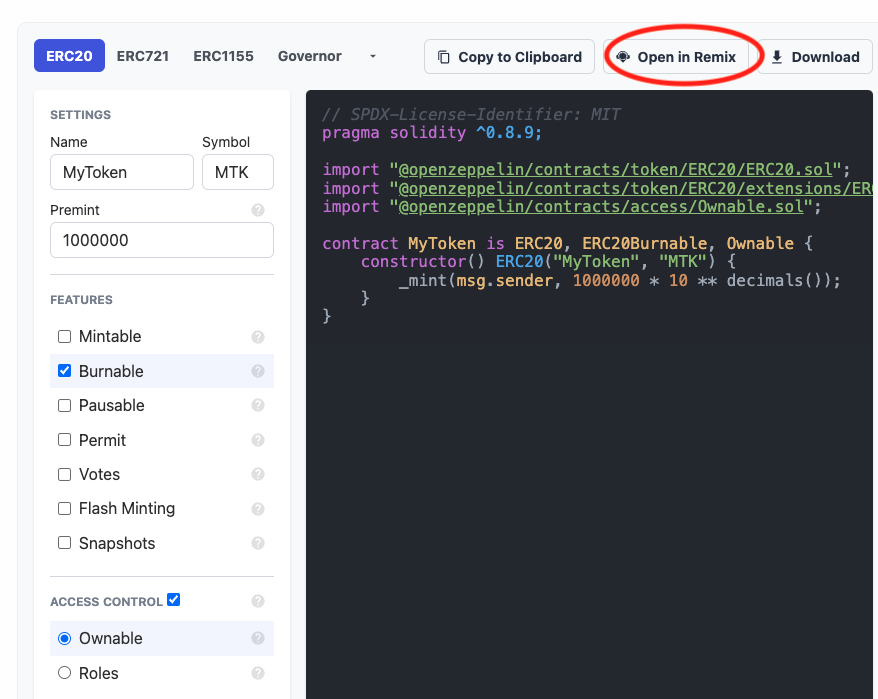 ERC20 ERC721 ERC1155 Governor Copy to Clipboard Open in Remix Download
SETTINGS
Name Symbol
MyToken MTK
Premint
1000000
FEATURES
Mintable
Burnable
Pausable
Permit
Votes
Flash Minting
Snapshots
ACCESS CONTROL
Ownable
Roles
// SPDX-License-Identifier: MIT
pragma solidity ^0.8.9;
import "@openzeppelin/contracts/token/ERC20/ERC20.sol";
import "@openzeppelin/contracts/token/ERC20/extensions/ER
import "@openzeppelin/contracts/access/Ownable.sol";
contract MyToken is ERC20, ERC20Burnable, Ownable {
    constructor() ERC20("MyToken", "MTK") {
        _mint(msg.sender, 1000000 * 10 ** decimals());
    }
}